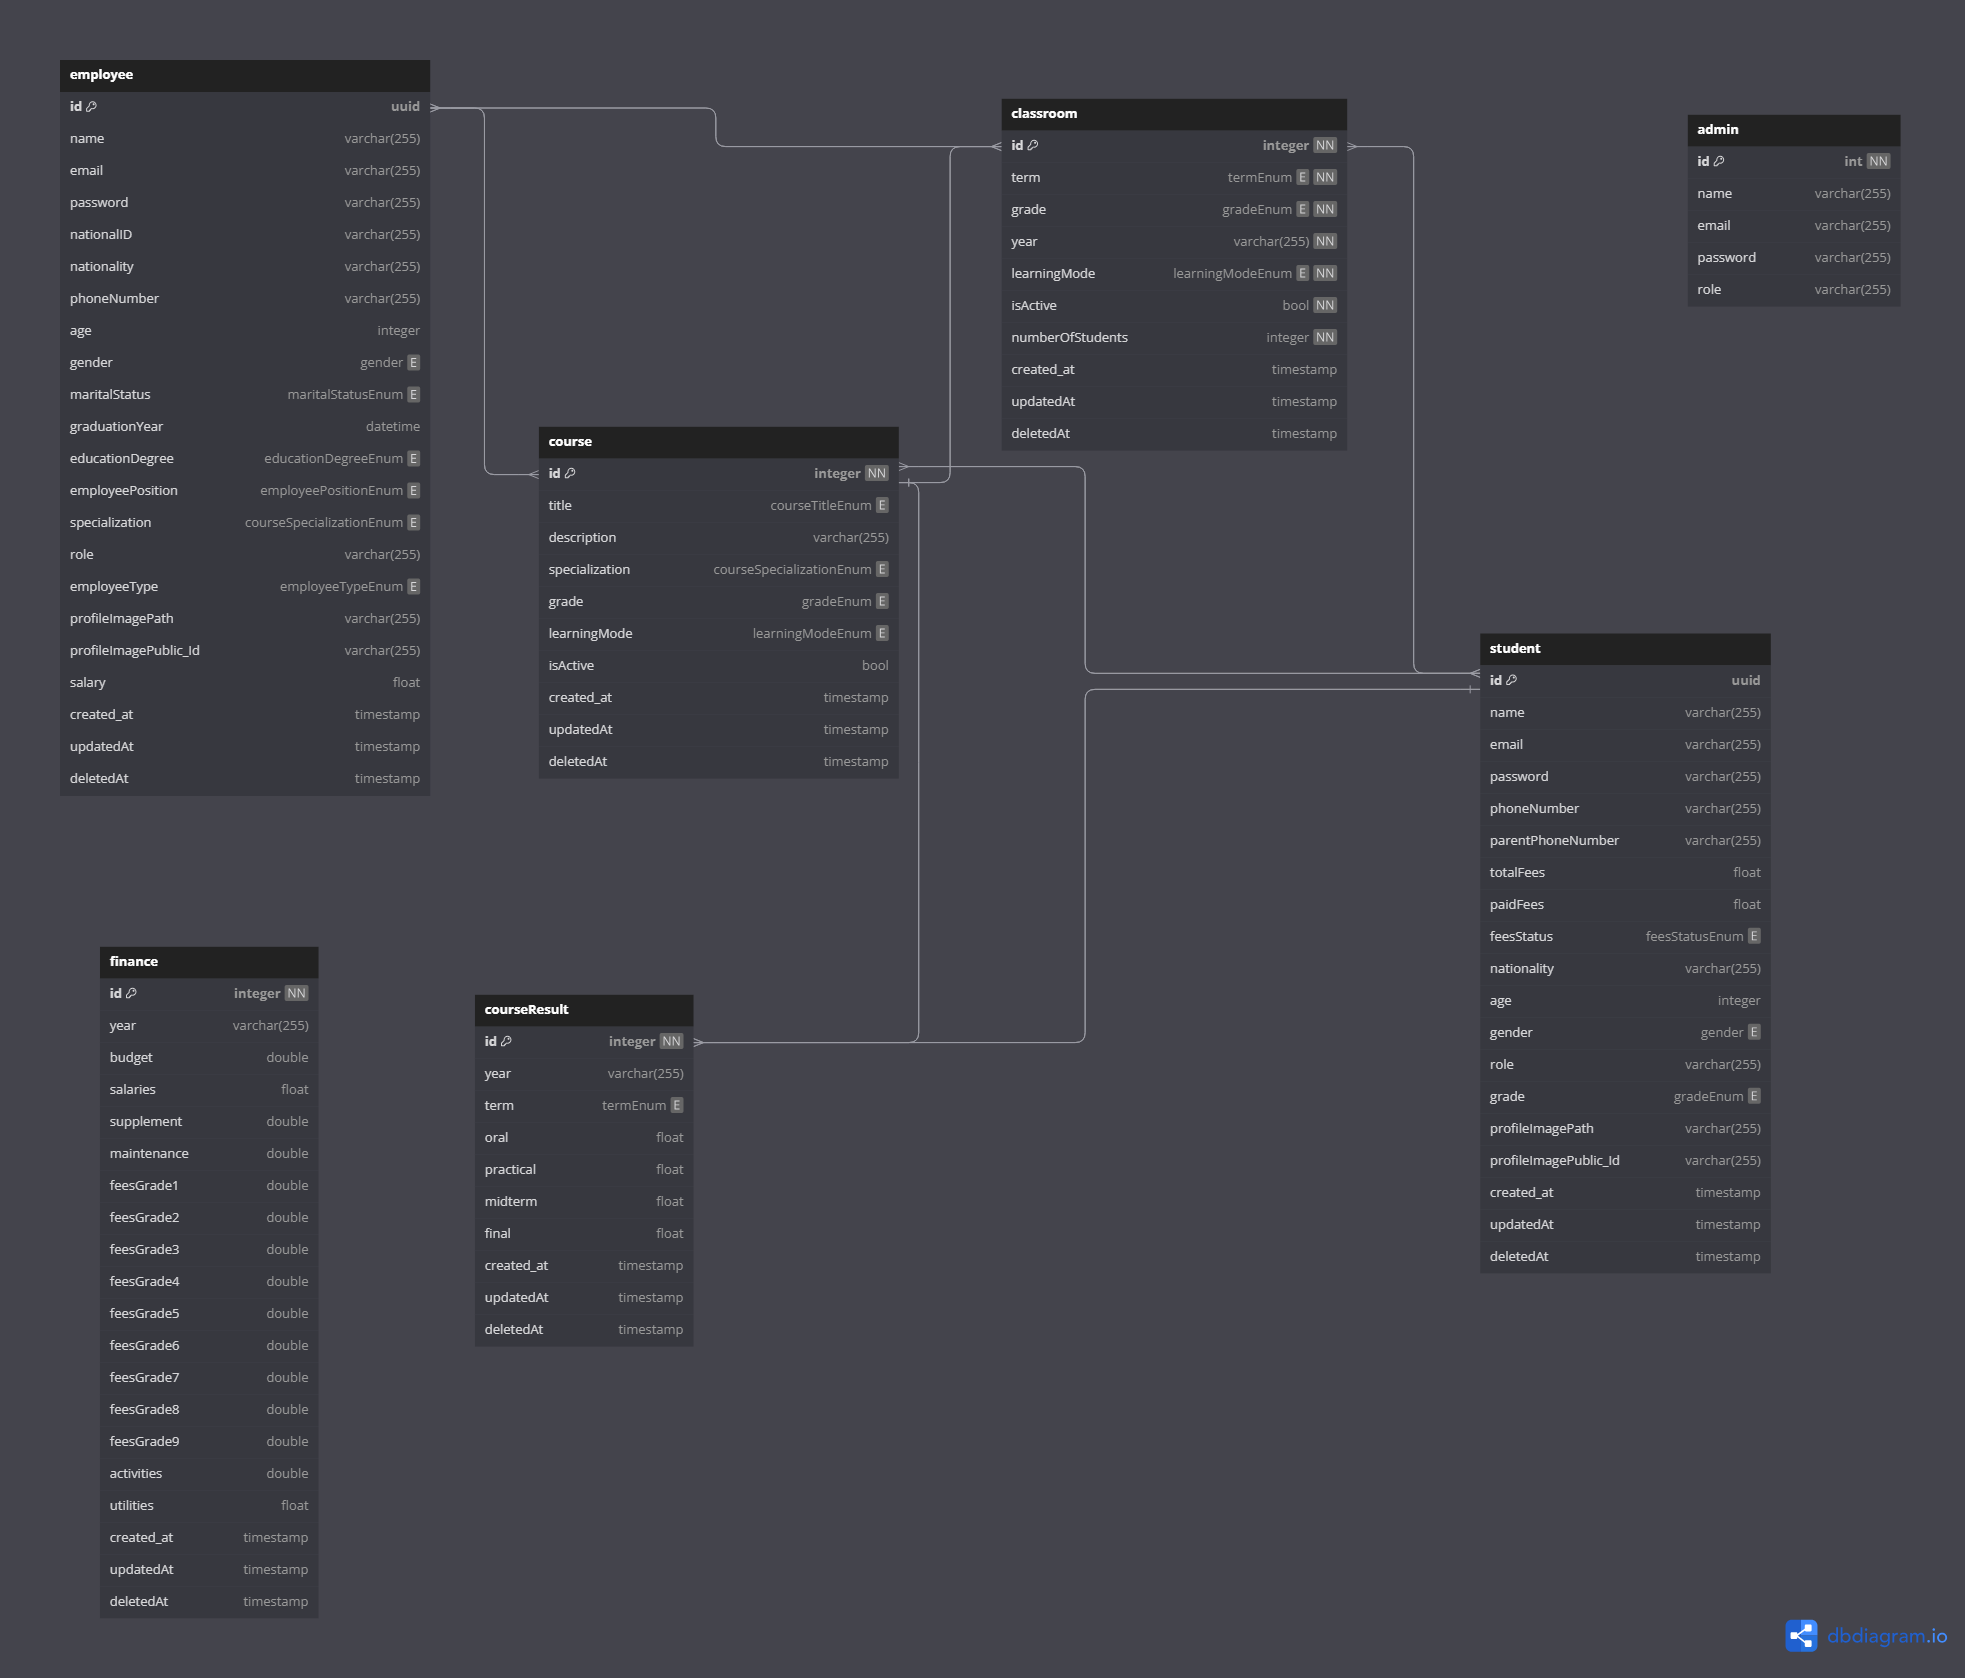 employee
id uuid
name varchar(255)
email varchar(255)
password varchar(255)
nationalID varchar(255)
nationality varchar(255)
phoneNumber varchar(255)
age integer
gender gender E
maritalStatus maritalStatusEnum E
graduationYear datetime
educationDegree educationDegreeEnum E
employeePosition employeePositionEnum E
specialization courseSpecializationEnum E
role varchar(255)
employeeType employeeTypeEnum E
profileImagePath varchar(255)
profileImagePublic_Id varchar(255)
salary float
created_at timestamp
updatedAt timestamp
deletedAt timestamp
classroom
id integer NN
term termEnum E NN
grade gradeEnum E NN
year varchar(255) NN
learningMode learningModeEnum E NN
isActive bool NN
numberOfStudents integer NN
created_at timestamp
updatedAt timestamp
deletedAt timestamp
admin
id int NN
name varchar(255)
email varchar(255)
password varchar(255)
role varchar(255)
course
id integer NN
title courseTitleEnum E
description varchar(255)
specialization courseSpecializationEnum E
grade gradeEnum E
learningMode learningModeEnum E
isActive bool
created_at timestamp
updatedAt timestamp
deletedAt timestamp
student
id uuid
name varchar(255)
email varchar(255)
password varchar(255)
phoneNumber varchar(255)
parentPhoneNumber varchar(255)
totalFees float
paidFees float
feesStatus feesStatusEnum E
nationality varchar(255)
age integer
gender gender E
role varchar(255)
grade gradeEnum E
profileImagePath varchar(255)
profileImagePublic_Id varchar(255)
created_at timestamp
updatedAt timestamp
deletedAt timestamp
finance
id integer NN
year varchar(255)
budget double
salaries float
supplement double
maintenance double
feesGrade1 double
feesGrade2 double
feesGrade3 double
feesGrade4 double
feesGrade5 double
feesGrade6 double
feesGrade7 double
feesGrade8 double
feesGrade9 double
activities double
utilities float
created_at timestamp
updatedAt timestamp
deletedAt timestamp
courseResult
id integer NN
year varchar(255)
term termEnum E
oral float
practical float
midterm float
final float
created_at timestamp
updatedAt timestamp
deletedAt timestamp
dbdiagram.io